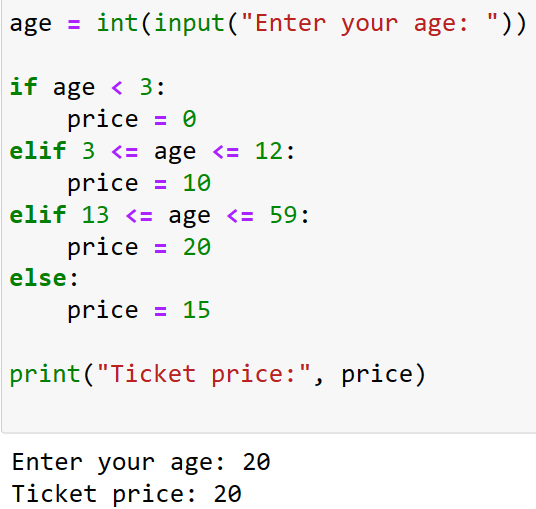 age = int(input("Enter your age: "))
if age < 3:
    price = 0
elif 3 <= age <= 12:
    price = 10
elif 13 <= age <= 59:
    price = 20
else:
    price = 15
print("Ticket price:", price)
Enter your age: 20
Ticket price: 20